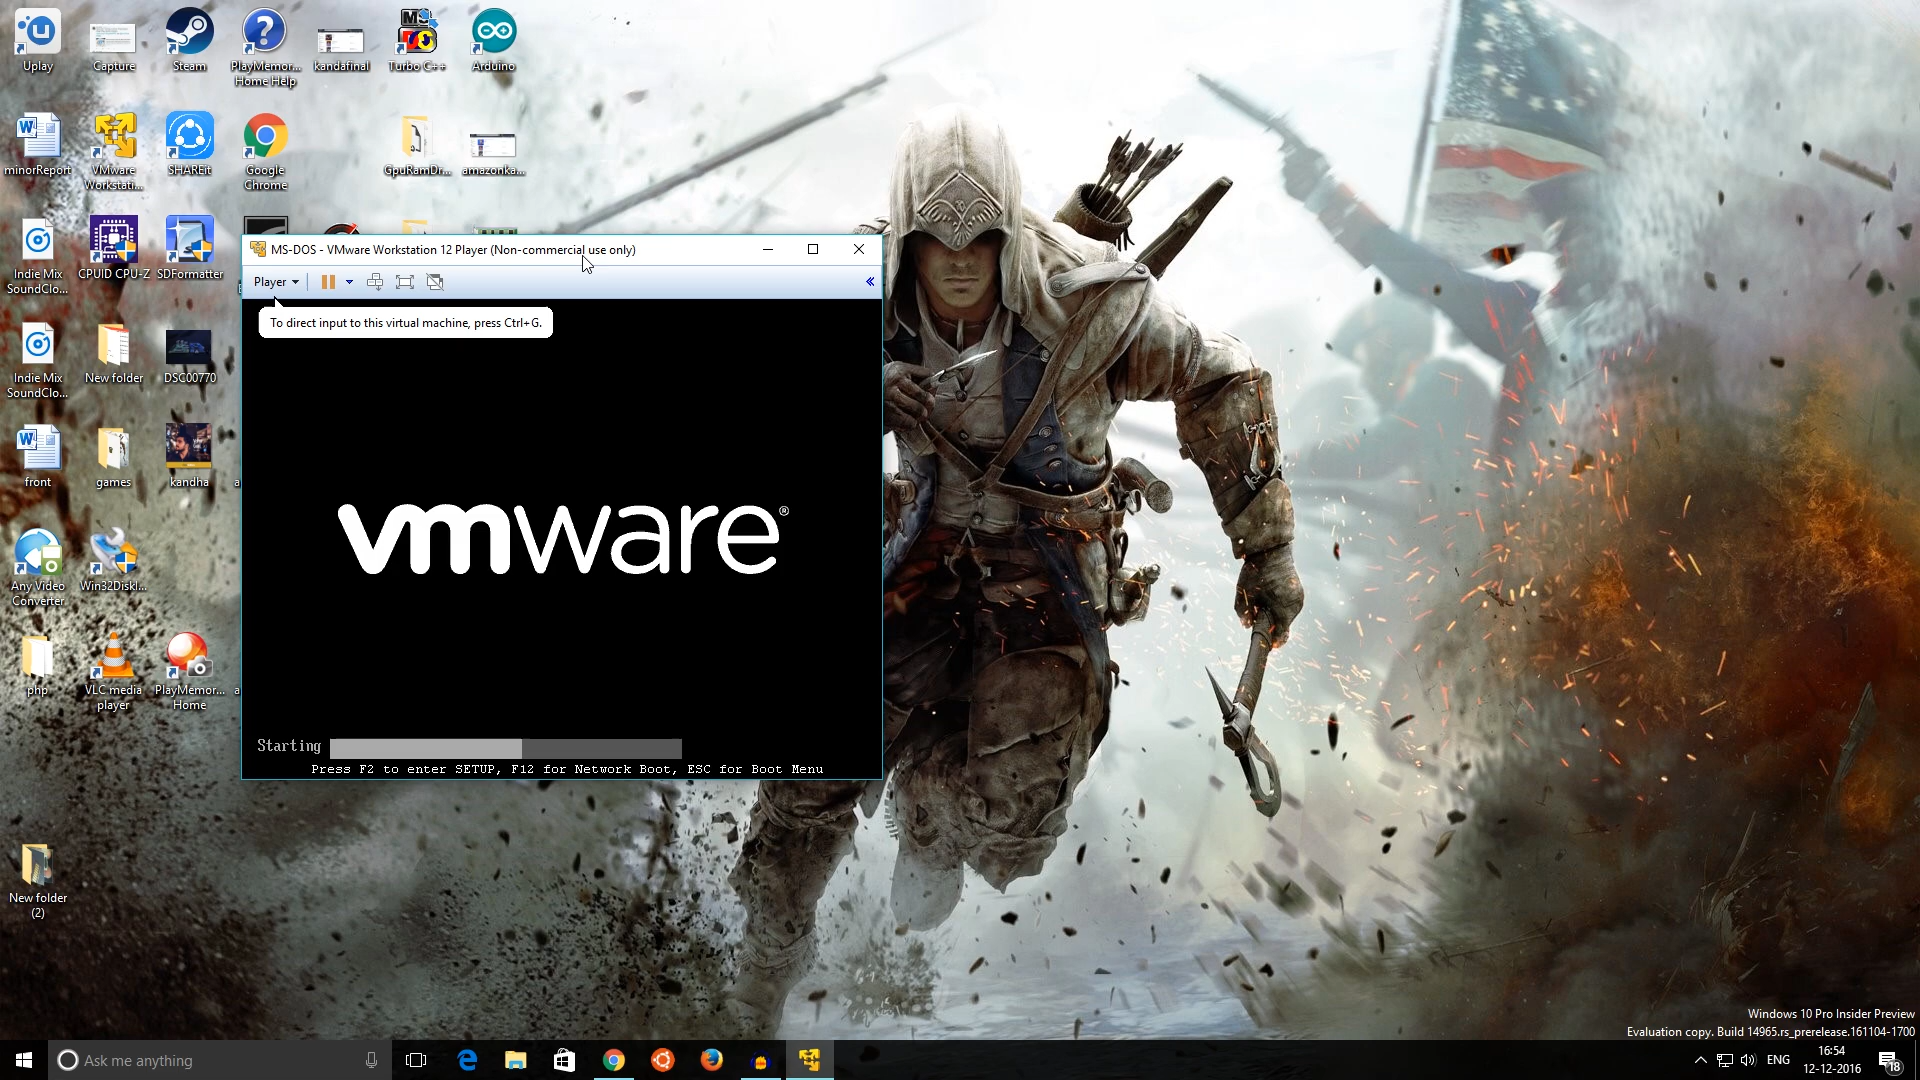 Uplay
Capture
Steam
PlayMemor...
Home Help
kandafinal
Turbo C++
Arduino
minorReport
VMware
Workstati...
SHAREit
Google
Chrome
GpuRamDr...
amazonka...
Indie Mix
SoundClo...
CPUID CPU-Z
SDFormatter
MS-DOS - VMware Workstation 12 Player (Non-commercial use only)
Player
To direct input to this virtual machine, press Ctrl+G.
Indie Mix
SoundClo...
New folder
DSC00770
front
games
kandha
vmware®
Any Video
Converter
Win32DiskI...
php
VLC media
player
PlayMemor...
Home
Starting
Press F2 to enter SETUP, F12 for Network Boot, ESC for Boot Menu
New folder
(2)
Windows 10 Pro Insider Preview
Evaluation copy. Build 14965.rs_prerelease.161104-1700
Ask me anything
ENG
16:54
12-12-2016
18